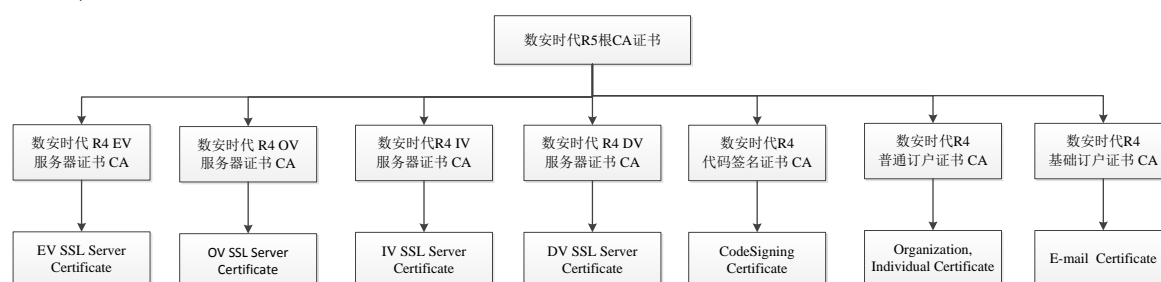 数安时代R5根CA证书
数安时代 R4 EV
服务器证书 CA
数安时代 R4 OV
服务器证书 CA
数安时代R4 IV
服务器证书 CA
数安时代 R4 DV
服务器证书 CA
数安时代R4
代码签名证书 CA
数安时代R4
普通订户证书 CA
数安时代R4
基础订户证书 CA
EV SSL Server
Certificate
OV SSL Server
Certificate
IV SSL Server
Certificate
DV SSL Server
Certificate
CodeSigning
Certificate
Organization,
Individual Certificate
E-mail Certificate